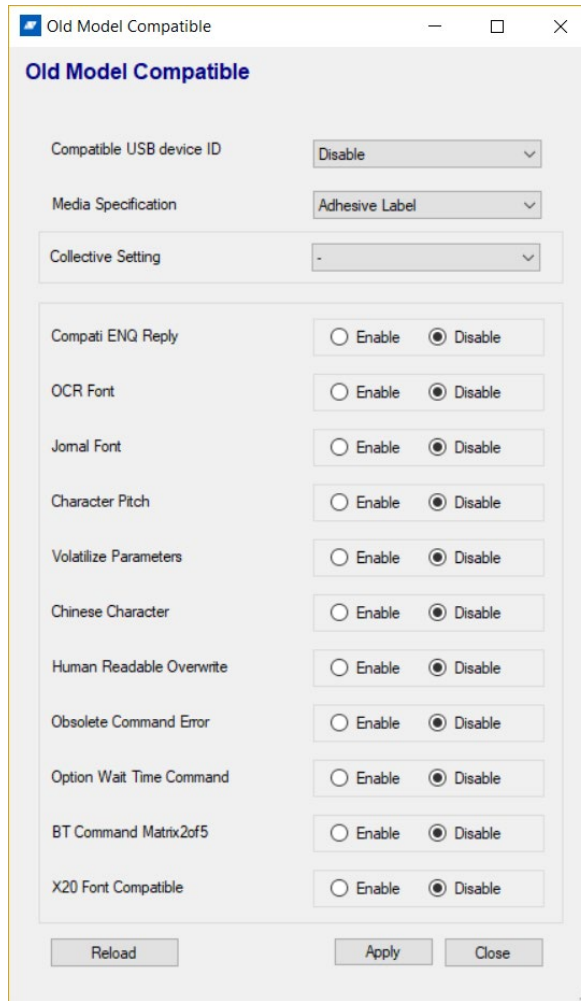 Old Model Compatible
Old Model Compatible
Compatible USB device ID Disable
Media Specification Adhesive Label
Collective Setting -
Compati ENQ Reply Enable Disable
OCR Font Enable Disable
Jornal Font Enable Disable
Character Pitch Enable Disable
Volatilize Parameters Enable Disable
Chinese Character Enable Disable
Human Readable Overwrite Enable Disable
Obsolete Command Error Enable Disable
Option Wait Time Command Enable Disable
BT Command Matrix2of5 Enable Disable
X20 Font Compatible Enable Disable
Reload Apply Close